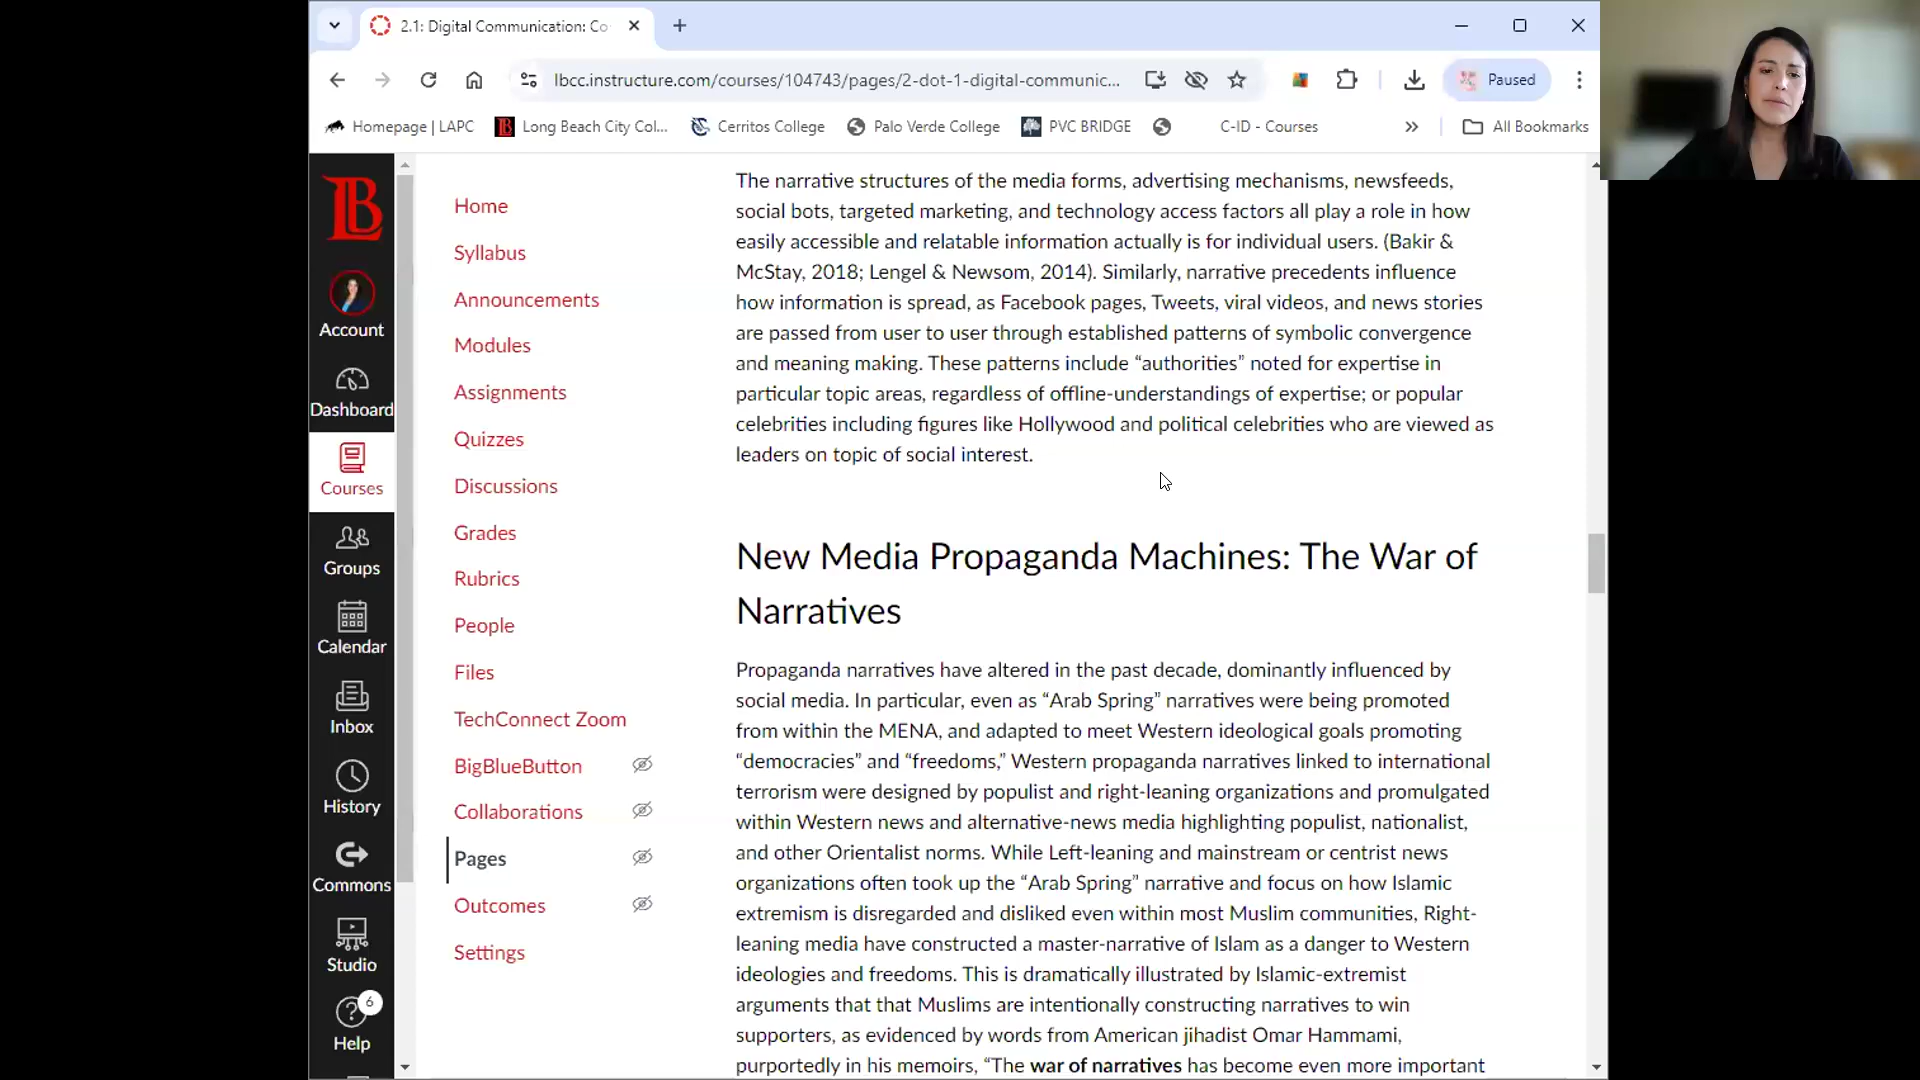 2.1: Digital Communication: Co
lbcc.instructure.com/courses/104743/pages/2-dot-1-digital-communic...
Paused
Homepage | LAPC
Long Beach City Col...
Cerritos College
Palo Verde College
PVC BRIDGE
C-ID - Courses
All Bookmarks
LB
Account
Dashboard
Courses
Groups
Calendar
Inbox
History
Commons
Studio
6
Help
Home
Syllabus
Announcements
Modules
Assignments
Quizzes
Discussions
Grades
Rubrics
People
Files
TechConnect Zoom
BigBlueButton
Collaborations
Pages
Outcomes
Settings
The narrative structures of the media forms, advertising mechanisms, newsfeeds,
social bots, targeted marketing, and technology access factors all play a role in how
easily accessible and relatable information actually is for individual users. (Bakir &
McStay, 2018; Lengel & Newsom, 2014). Similarly, narrative precedents influence
how information is spread, as Facebook pages, Tweets, viral videos, and news stories
are passed from user to user through established patterns of symbolic convergence
and meaning making. These patterns include “authorities” noted for expertise in
particular topic areas, regardless of offline-understandings of expertise; or popular
celebrities including figures like Hollywood and political celebrities who are viewed as
leaders on topic of social interest.
New Media Propaganda Machines: The War of
Narratives
Propaganda narratives have altered in the past decade, dominantly influenced by
social media. In particular, even as “Arab Spring” narratives were being promoted
from within the MENA, and adapted to meet Western ideological goals promoting
“democracies” and “freedoms,” Western propaganda narratives linked to international
terrorism were designed by populist and right-leaning organizations and promulgated
within Western news and alternative-news media highlighting populist, nationalist,
and other Orientalist norms. While Left-leaning and mainstream or centrist news
organizations often took up the “Arab Spring” narrative and focus on how Islamic
extremism is disregarded and disliked even within most Muslim communities, Right-
leaning media have constructed a master-narrative of Islam as a danger to Western
ideologies and freedoms. This is dramatically illustrated by Islamic-extremist
arguments that that Muslims are intentionally constructing narratives to win
supporters, as evidenced by words from American jihadist Omar Hammami,
purportedly in his memoirs, “The war of narratives has become even more important